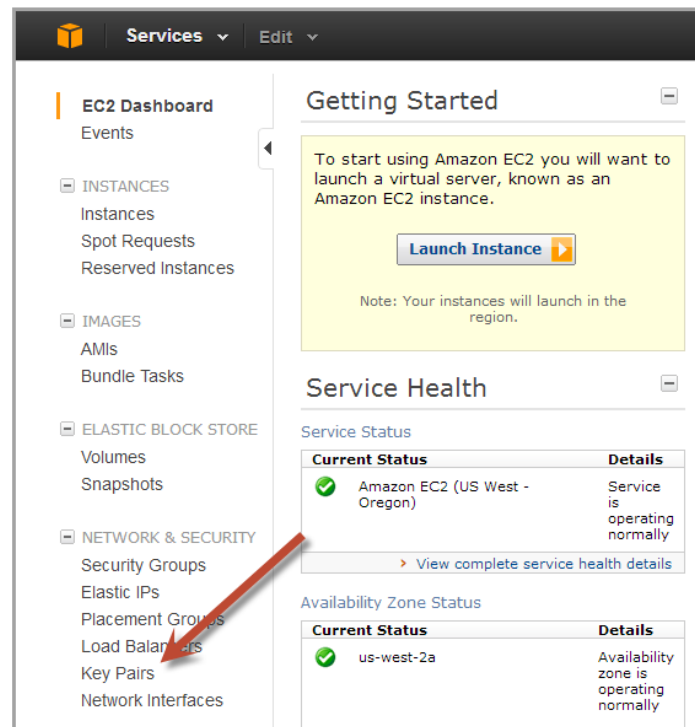 Services Edit
EC2 Dashboard
Events
INSTANCES
Instances
Spot Requests
Reserved Instances
IMAGES
AMIs
Bundle Tasks
ELASTIC BLOCK STORE
Volumes
Snapshots
NETWORK & SECURITY
Security Groups
Elastic IPs
Placement Groups
Load Balancers
Key Pairs
Network Interfaces
Getting Started
To start using Amazon EC2 you will want to
launch a virtual server, known as an
Amazon EC2 instance.
Launch Instance
Note: Your instances will launch in the
region.
Service Health
Service Status
Current Status Details
Amazon EC2 (US West -
Oregon)
Service
is
operating
normally
View complete service health details
Availability Zone Status
Current Status Details
us-west-2a
Availability
zone is
operating
normally